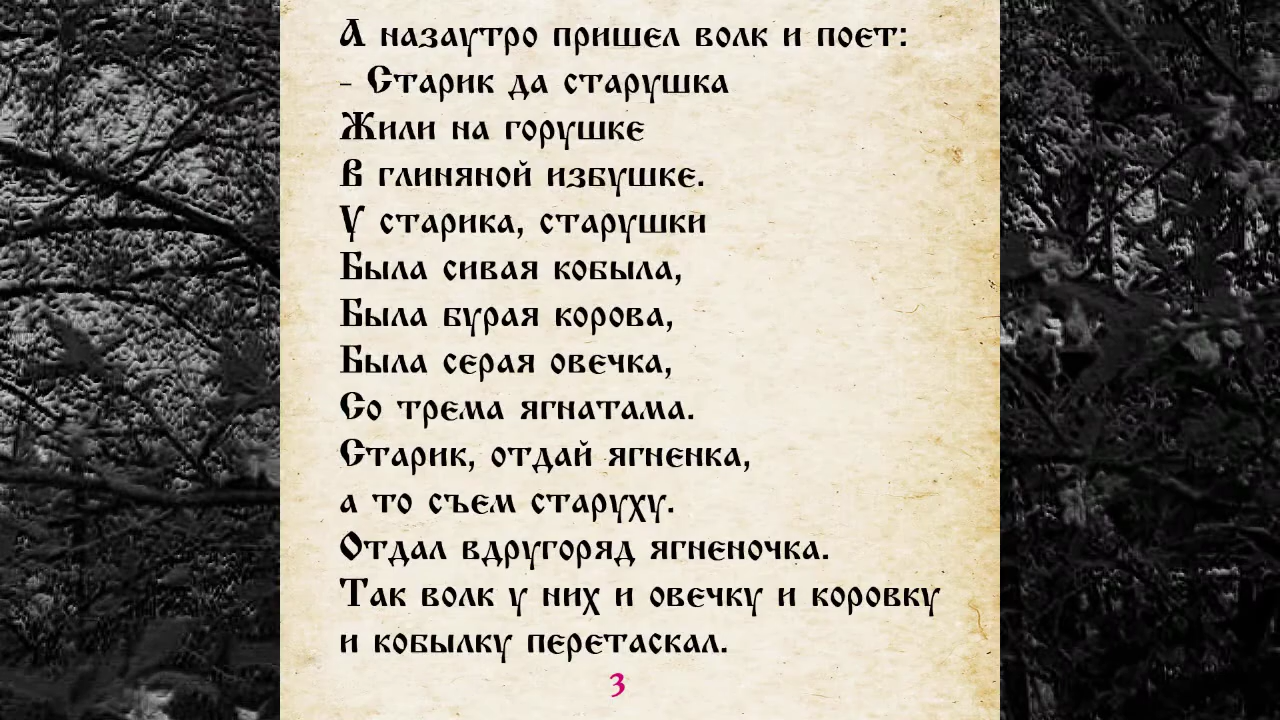 А назаутро пришел волк и поет:
- Старик да старушка
Жили на горушке
В глиняной избушке.
У старика, старушки
Была сивая кобыла,
Была бурая корова,
Была серая овечка,
Со трема ягнатама.
Старик, отдай ягненка,
а то съем старуху.
Отдал вдругоряд ягненочка.
Так волк у них и овечку и коровку
и кобылку перетаскал.
3